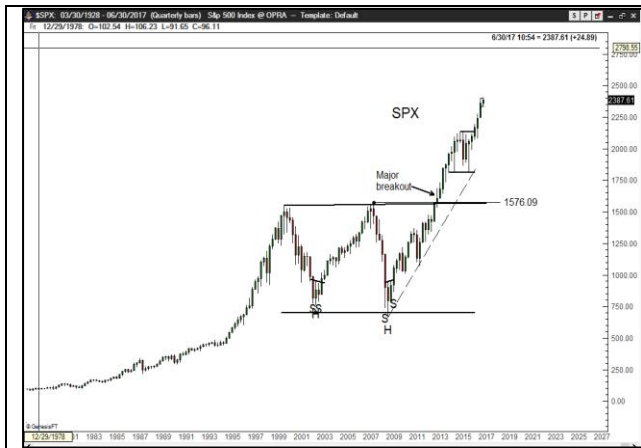 $SPX: 03/30/1928 - 06/30/2017 (Quarterly bars) S&p 500 Index @ OPRA -- Template: Default
S P
12/29/1978: O=102.54 H=106.23 L=91.65 C=96.11
6/30/17 10:54 = 2387.61 (+24.89)
2798.55
2750.00
2500.00
2387.61
SPX
2250.00
2000.00
Major
breakout
1750.00
1576.09
1500.00
1250.00
1000.00
S S
H
S
S
H
750.00
500.00
250.00
0.00
© GenesisFT
12/29/1978 1983 1985 1987 1989 1991 1993 1995 1997 1999 2001 2003 2005 2007 2009 2011 2013 2015 2017 2019 2021 2023 2025 2027